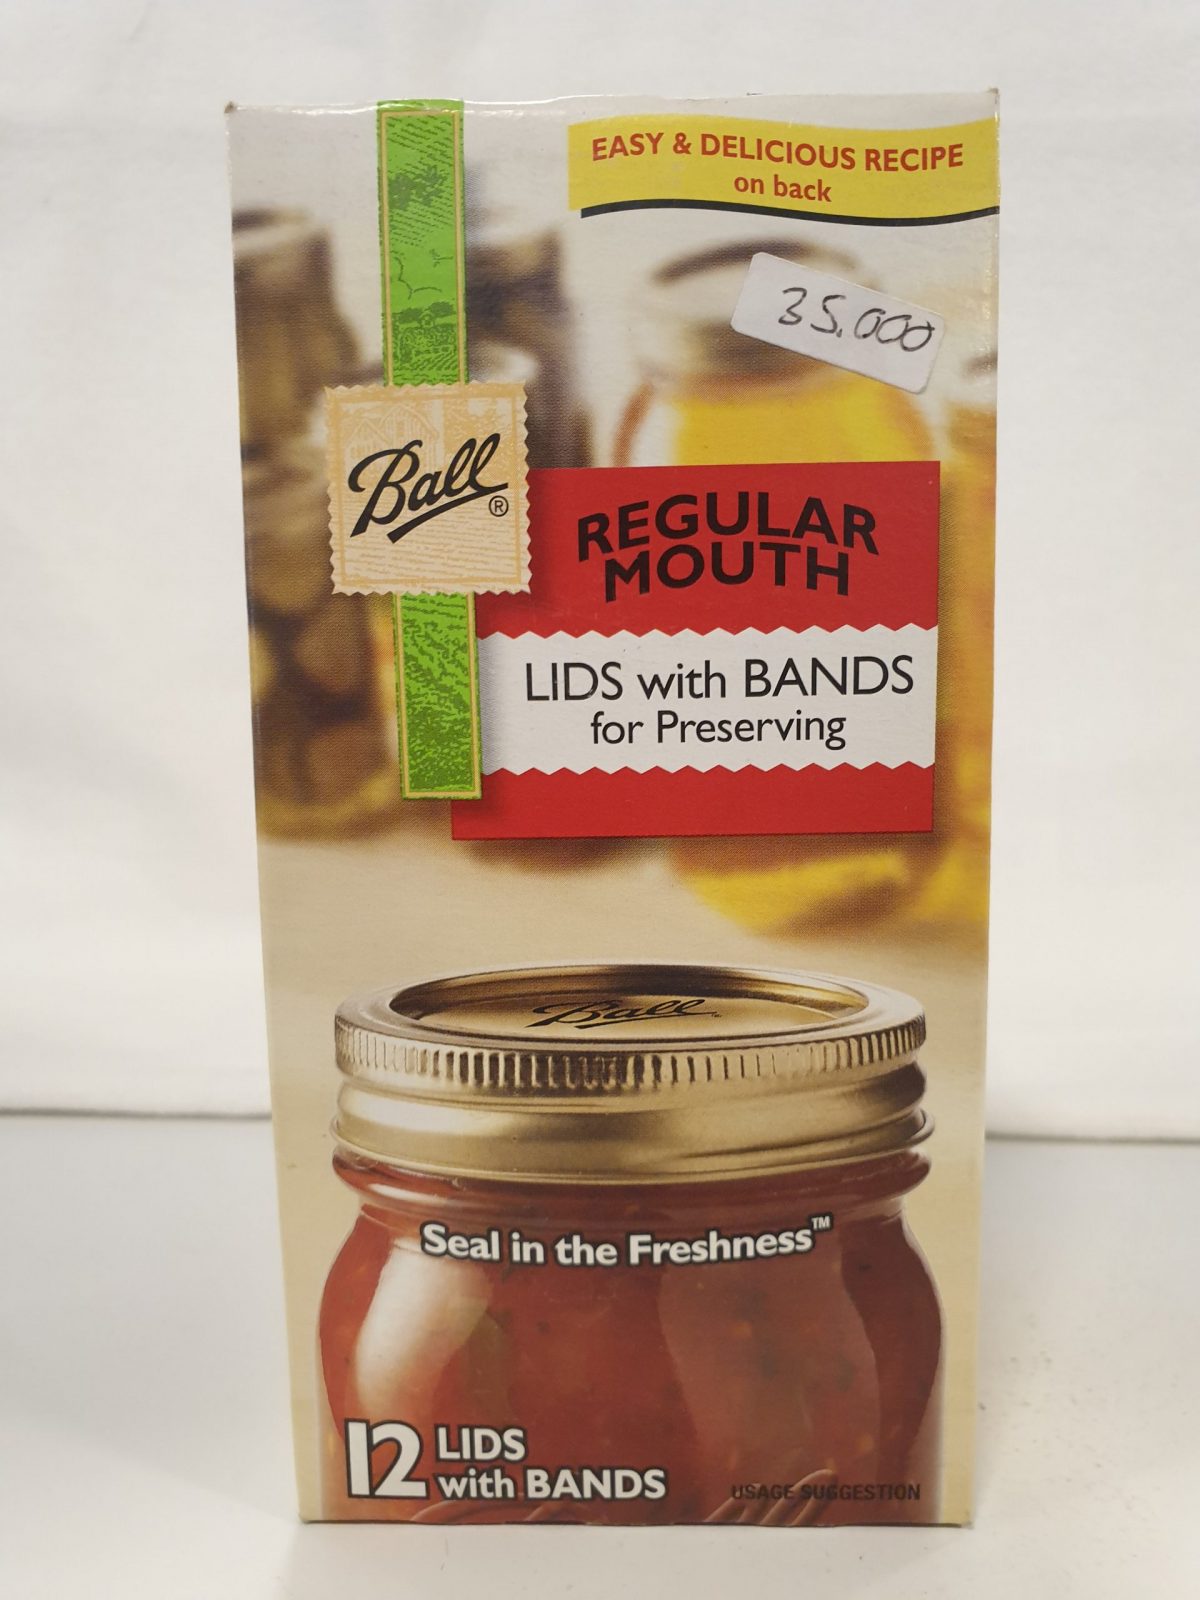 EASY & DELICIOUS RECIPE
on back
35.000
Ball®
REGULAR
MOUTH
LIDS with BANDS
for Preserving
Ball
Seal in the Freshness™
12 LIDS
with BANDS
USAGE SUGGESTION